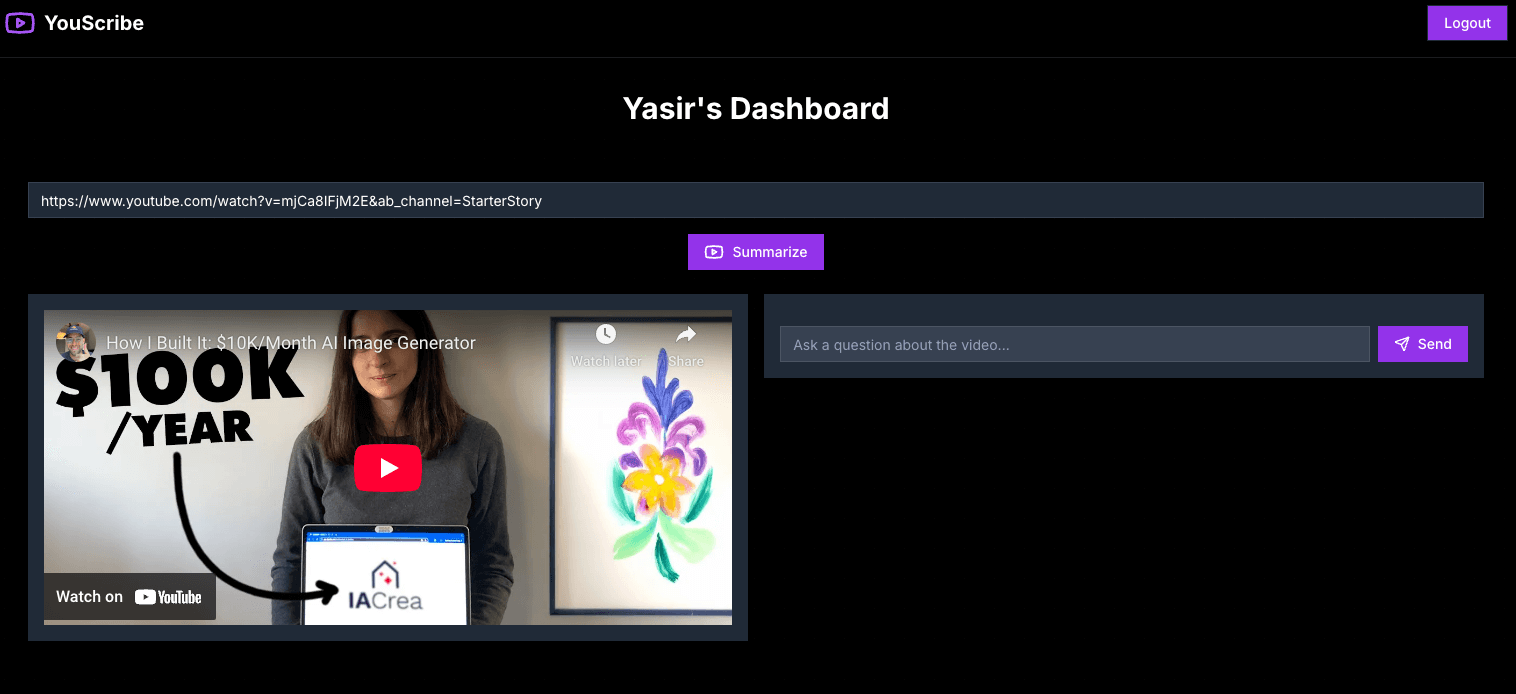 YouScribe
Logout
Yasir's Dashboard
https://www.youtube.com/watch?v=mjCa8IFjM2E&ab_channel=StarterStory
Summarize
How I Built It: $10K/Month AI Image Generator
Watch later
Share
$100K
/YEAR
IACrea
Watch on YouTube
Ask a question about the video...
Send